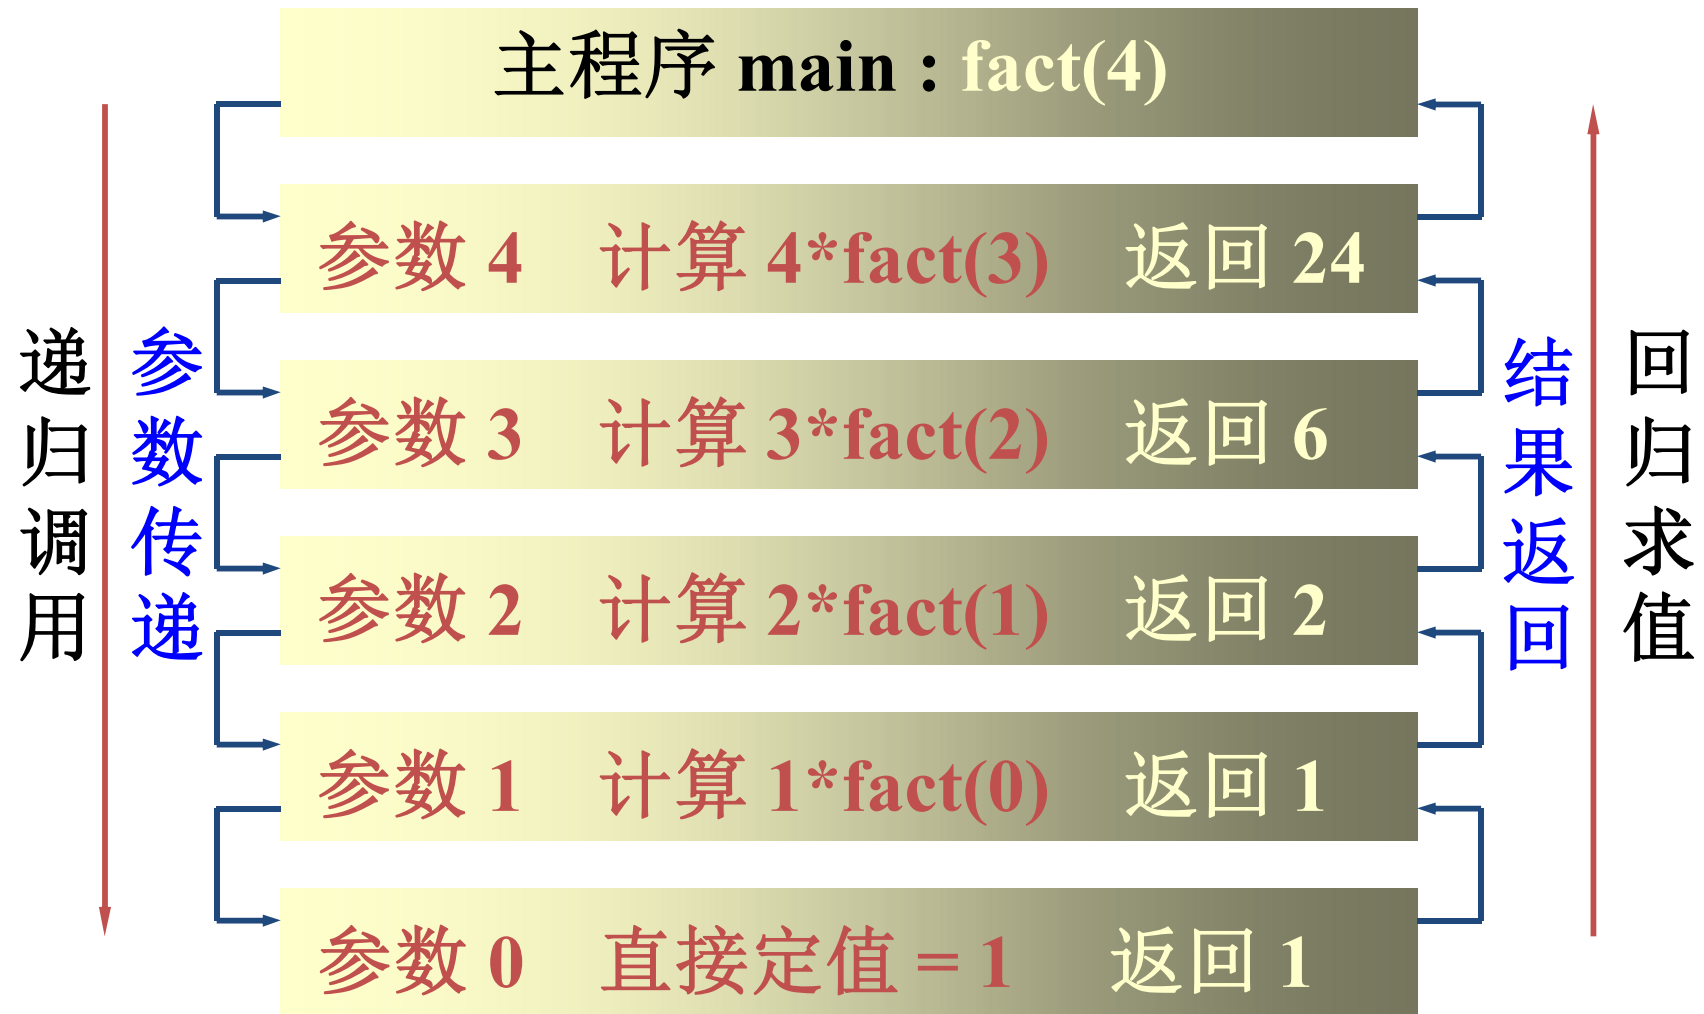 主程序 main : fact(4)
参数 4 计算 4*fact(3) 返回 24
参数 3 计算 3*fact(2) 返回 6
参数 2 计算 2*fact(1) 返回 2
参数 1 计算 1*fact(0) 返回 1
参数 0 直接定值 = 1 返回 1
递归调用
参数传递
结果返回
回归求值